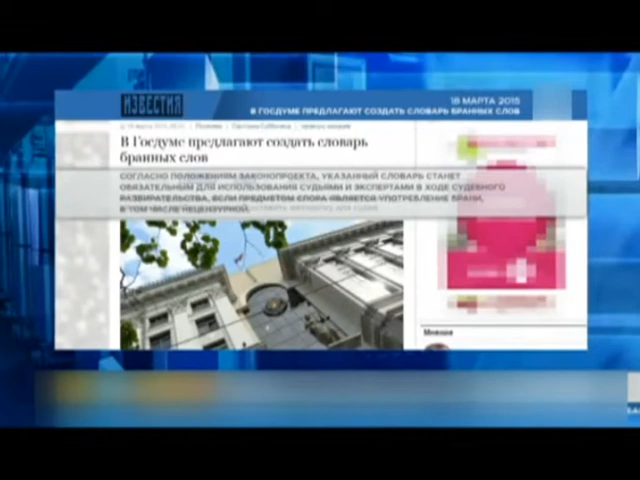 ИЗВЕСТИЯ
18 МАРТА 2015
В ГОСДУМЕ ПРЕДЛАГАЮТ СОЗДАТЬ СЛОВАРЬ БРАННЫХ СЛОВ
В Госдуме предлагают создать словарь
бранных слов
СОГЛАСНО ПОЛОЖЕНИЯМ ЗАКОНОПРОЕКТА, УКАЗАННЫЙ СЛОВАРЬ СТАНЕТ
ОБЯЗАТЕЛЬНЫМ ДЛЯ ИСПОЛЬЗОВАНИЯ СУДЬЯМИ И ЭКСПЕРТАМИ В ХОДЕ СУДЕБНОГО
РАЗБИРАТЕЛЬСТВА, ЕСЛИ ПРЕДМЕТОМ СПОРА ЯВЛЯЕТСЯ УПОТРЕБЛЕНИЕ БРАНИ,
В ТОМ ЧИСЛЕ НЕЦЕНЗУРНОЙ.
Мнения